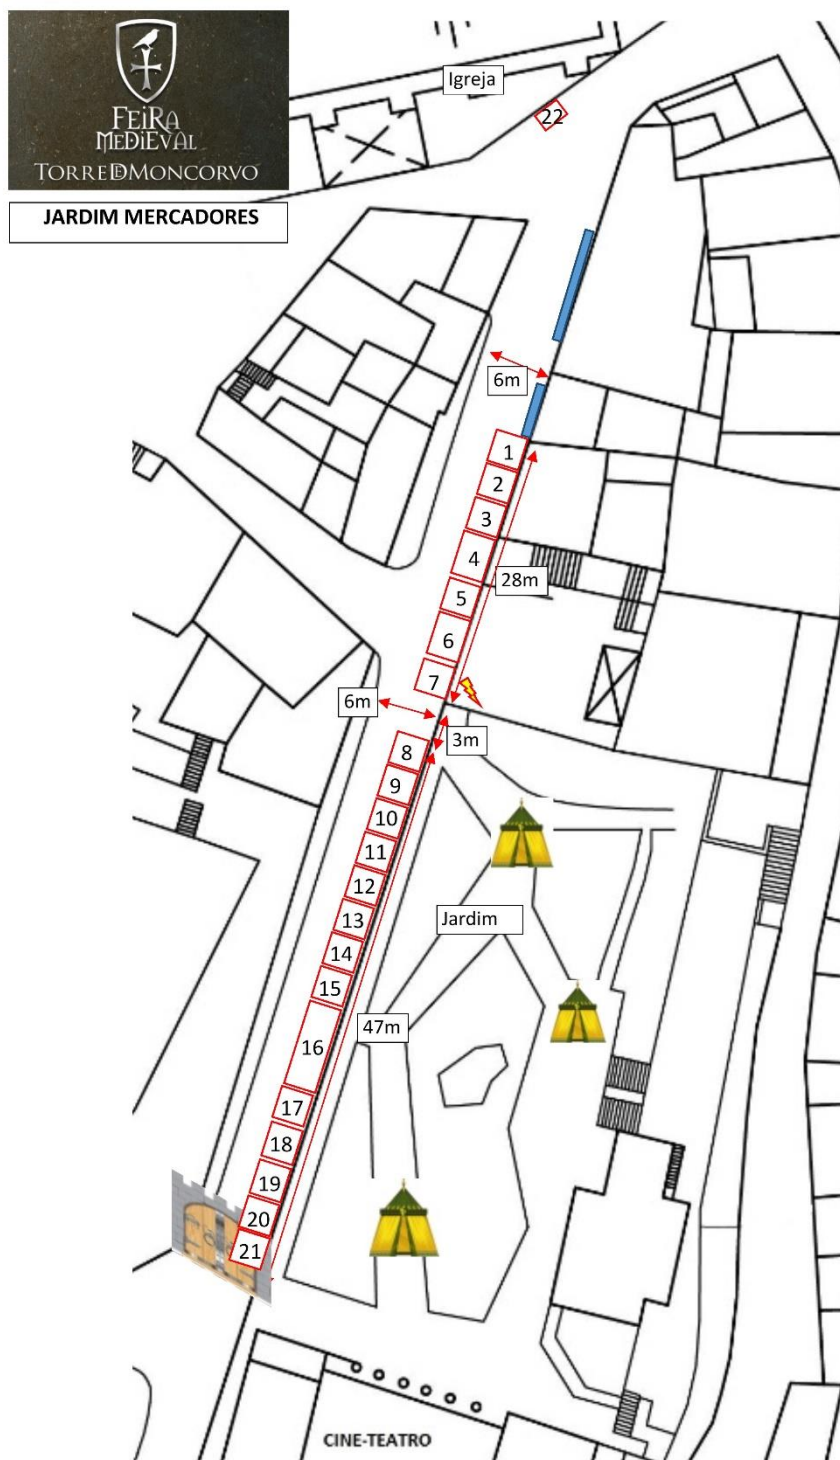 Igreja
22
FEIRA
MEDIEVAL
TORRE DE MONCORVO
JARDIM MERCADORES
6m
1
2
3
4
28m
5
6
7
6m
3m
8
9
10
11
12
13
Jardim
14
15
47m
16
17
18
19
20
21
CINE-TEATRO